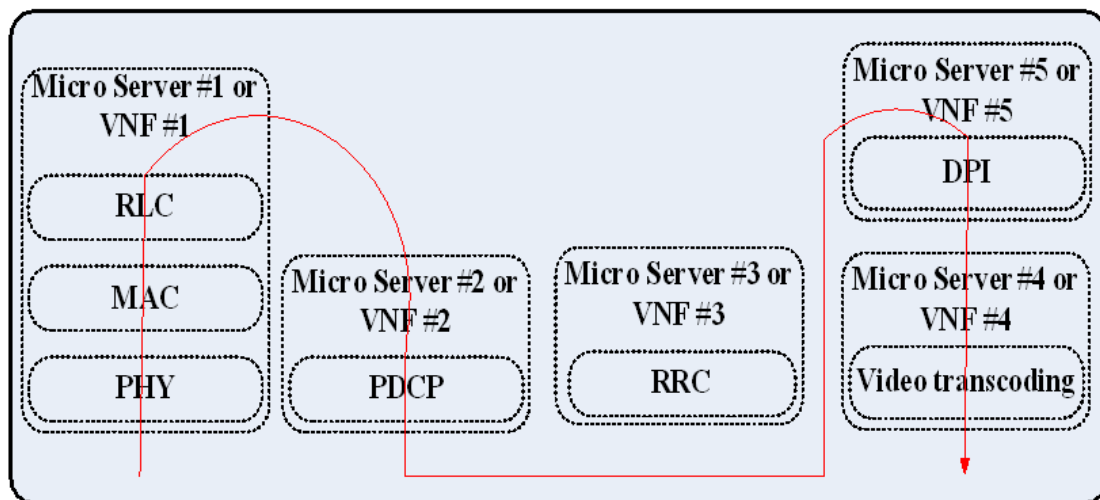 Micro Server #1 or
VNF #1
RLC
MAC
PHY
Micro Server #2 or
VNF #2
PDCP
Micro Server #3 or
VNF #3
RRC
Micro Server #5 or
VNF #5
DPI
Micro Server #4 or
VNF #4
Video transcoding